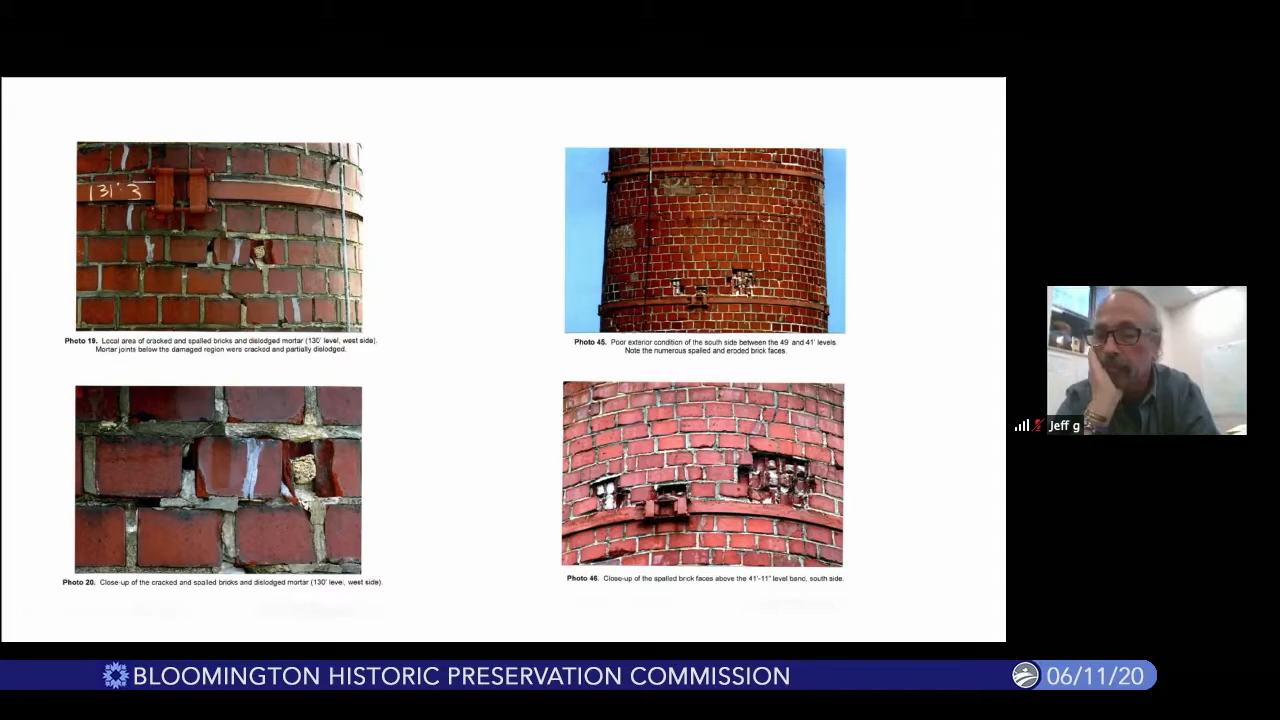 131'-3
Photo 19. Local area of cracked and spalled bricks and dislodged mortar (130' level, west side).
Mortar joints below the damaged region were cracked and partially dislodged.
Photo 45. Poor exterior condition of the south side between the 49' and 41' levels.
Note the numerous spalled and eroded brick faces.
Photo 20. Close-up of the cracked and spalled bricks and dislodged mortar (130' level, west side).
Photo 46. Close-up of the spalled brick faces above the 41'-11" level band, south side.
Jeff g
BLOOMINGTON HISTORIC PRESERVATION COMMISSION
06/11/20